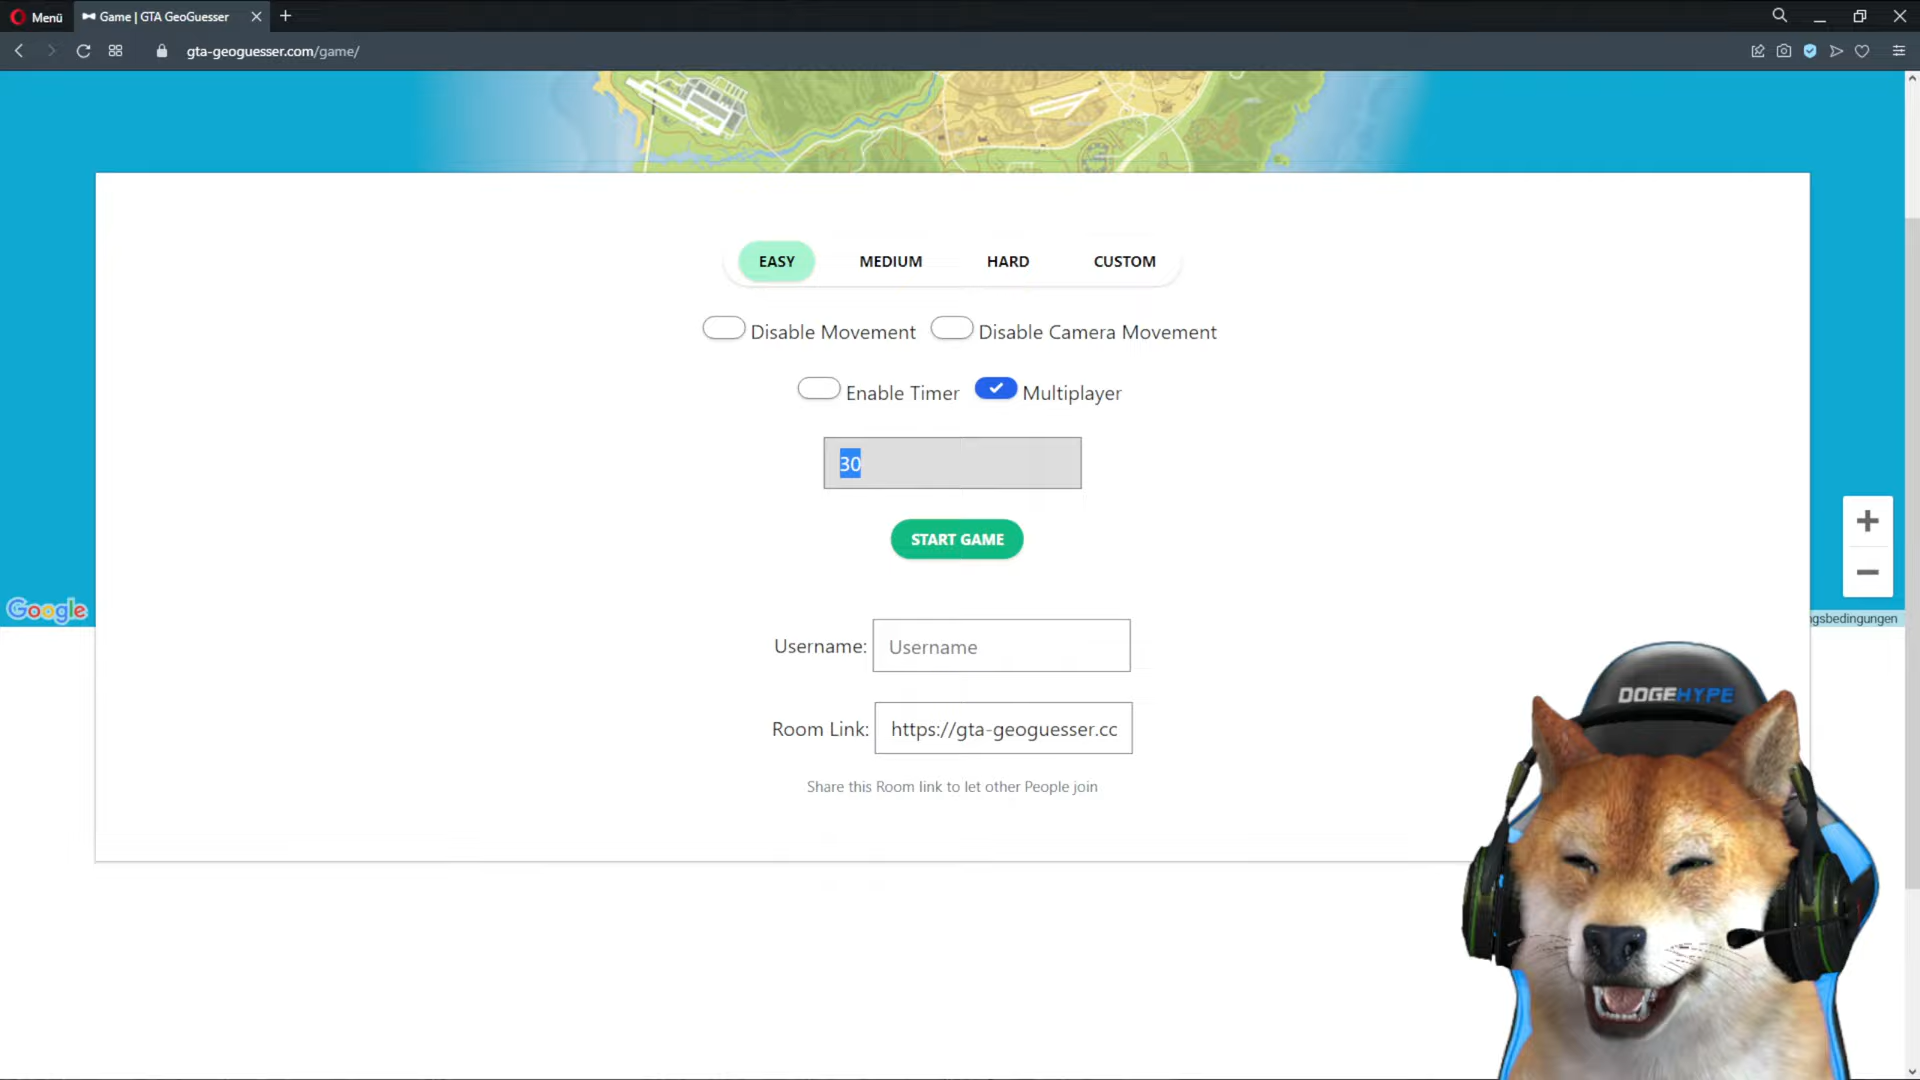 Menü
Game | GTA GeoGuesser
gta-geoguesser.com/game/
EASY MEDIUM HARD CUSTOM
Disable Movement Disable Camera Movement
Enable Timer Multiplayer
30
START GAME
Google
gsbedingungen
Username: Username
DOGEHYPE
Room Link: https://gta-geoguesser.cc
Share this Room link to let other People join